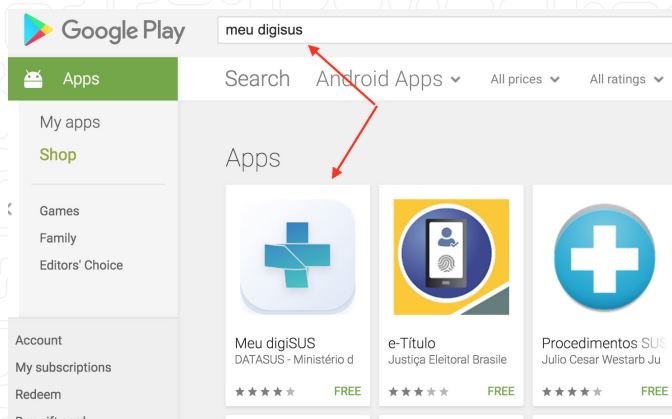 Google Play
meu digisus
Apps
Search
Android Apps
All prices
All ratings
My apps
Shop
Games
Family
Editors' Choice
Account
My subscriptions
Redeem
Apps
Meu digiSUS
DATASUS - Ministério d
FREE
e-Título
Justiça Eleitoral Brasile
FREE
Procedimentos SUS
Julio Cesar Westarb Ju
FREE